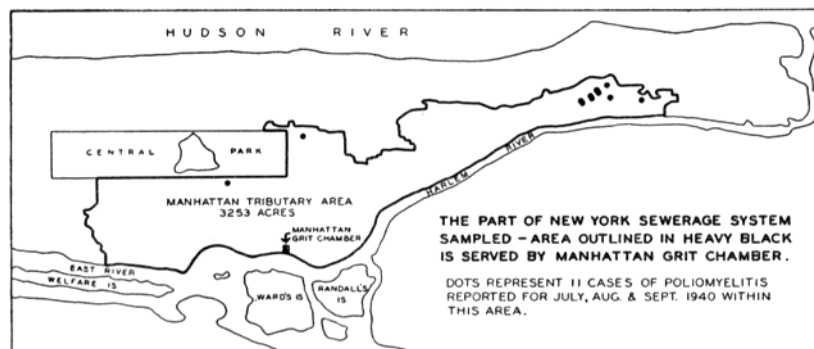 HUDSON RIVER
CENTRAL PARK
MANHATTAN TRIBUTARY AREA
3253 ACRES
MANHATTAN
GRIT CHAMBER
HARLEM RIVER
EAST RIVER
WELFARE IS
WARD'S IS
RANDALL'S
IS
THE PART OF NEW YORK SEWERAGE SYSTEM
SAMPLED – AREA OUTLINED IN HEAVY BLACK
IS SERVED BY MANHATTAN GRIT CHAMBER.
DOTS REPRESENT 11 CASES OF POLIOMYELITIS
REPORTED FOR JULY, AUG. & SEPT. 1940 WITHIN
THIS AREA.